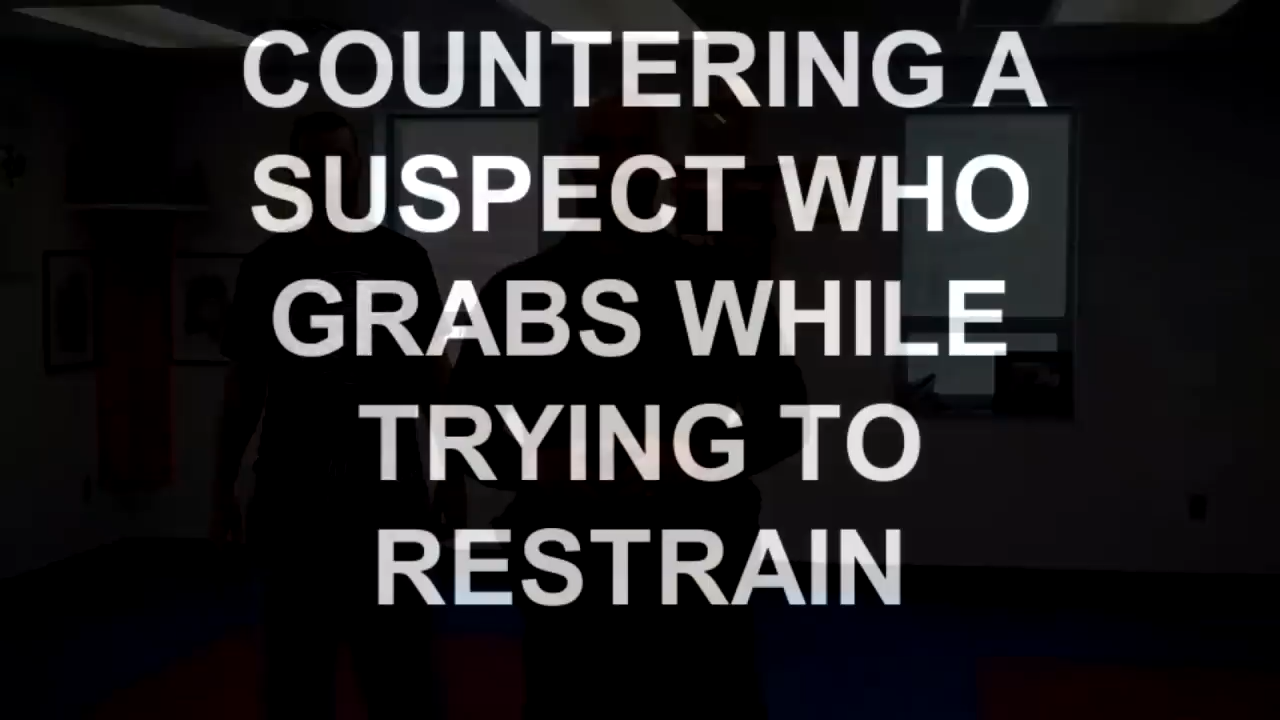 COUNTERING A
SUSPECT WHO
GRABS WHILE
TRYING TO
RESTRAIN